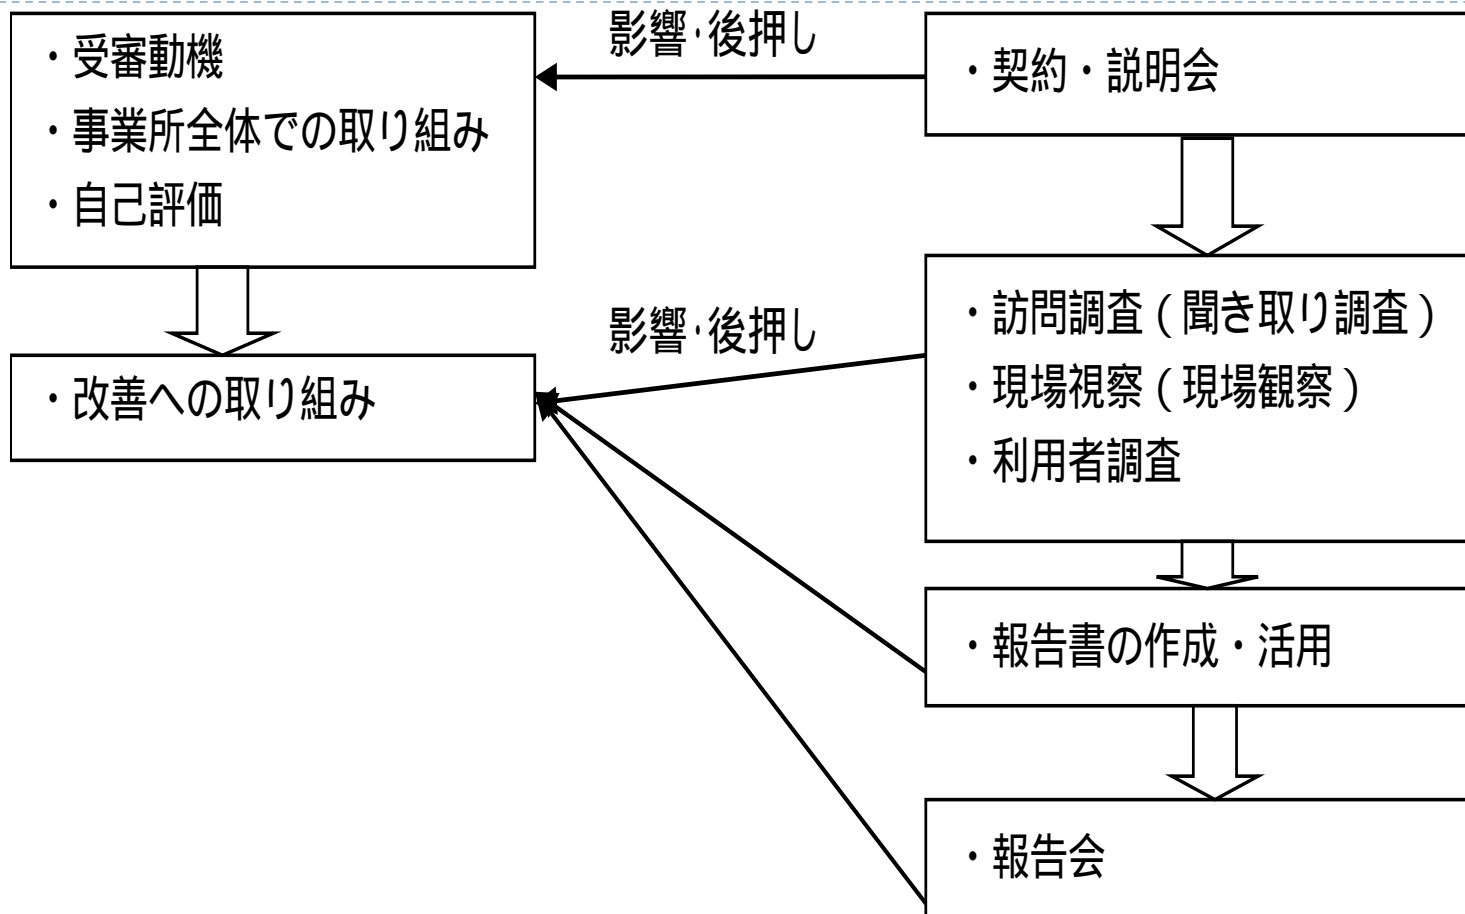 ・受審動機
・事業所全体での取り組み
・自己評価
影響・後押し
・契約・説明会
・改善への取り組み
影響・後押し
・訪問調査（聞き取り調査）
・現場視察（現場観察）
・利用者調査
・報告書の作成・活用
・報告会